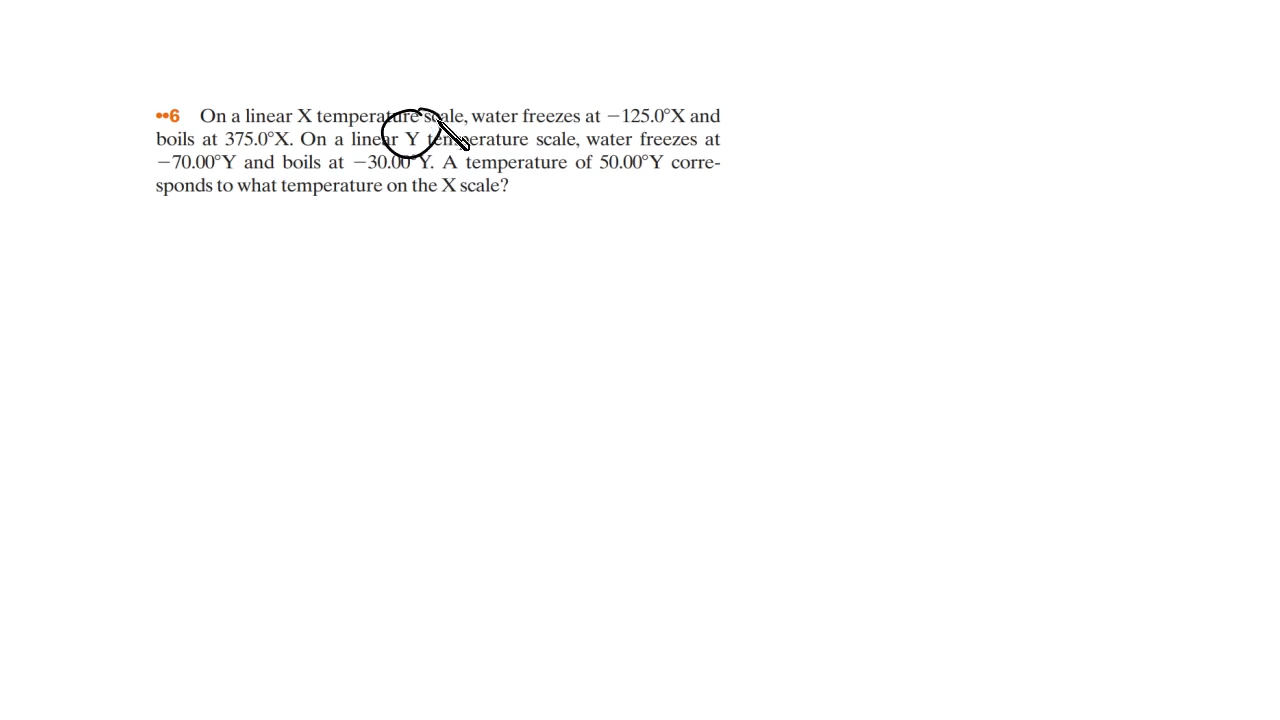 ••6 On a linear X temperature scale, water freezes at −125.0°X and
boils at 375.0°X. On a linear Y temperature scale, water freezes at
−70.00°Y and boils at −30.00°Y. A temperature of 50.00°Y corre-
sponds to what temperature on the X scale?